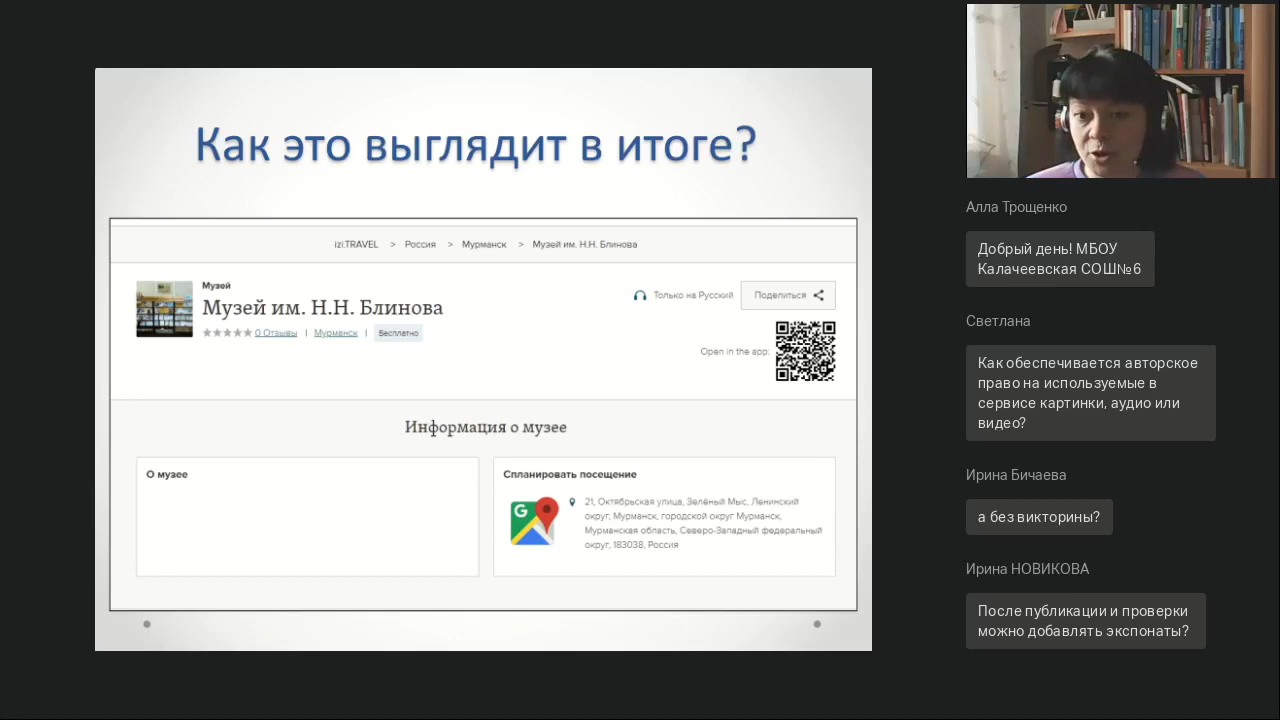 Как это выглядит в итоге?
izi.TRAVEL > Россия > Мурманск > Музей им. Н.Н. Блинова
Музей
Музей им. Н.Н. Блинова
0 Отзывы | Мурманск | Бесплатно
Только на Русский
Поделиться
Open in the app:
Информация о музее
О музее
Спланировать посещение
G
21, Октябрьская улица, Зелёный Мыс, Ленинский
округ, Мурманск, городской округ Мурманск,
Мурманская область, Северо-Западный федеральный
округ, 183038, Россия
Алла Трощенко
Добрый день! МБОУ
Калачеевская СОШ№6
Светлана
Как обеспечивается авторское
право на используемые в
сервисе картинки, аудио или
видео?
Ирина Бичаева
а без викторины?
Ирина НОВИКОВА
После публикации и проверки
можно добавлять экспонаты?